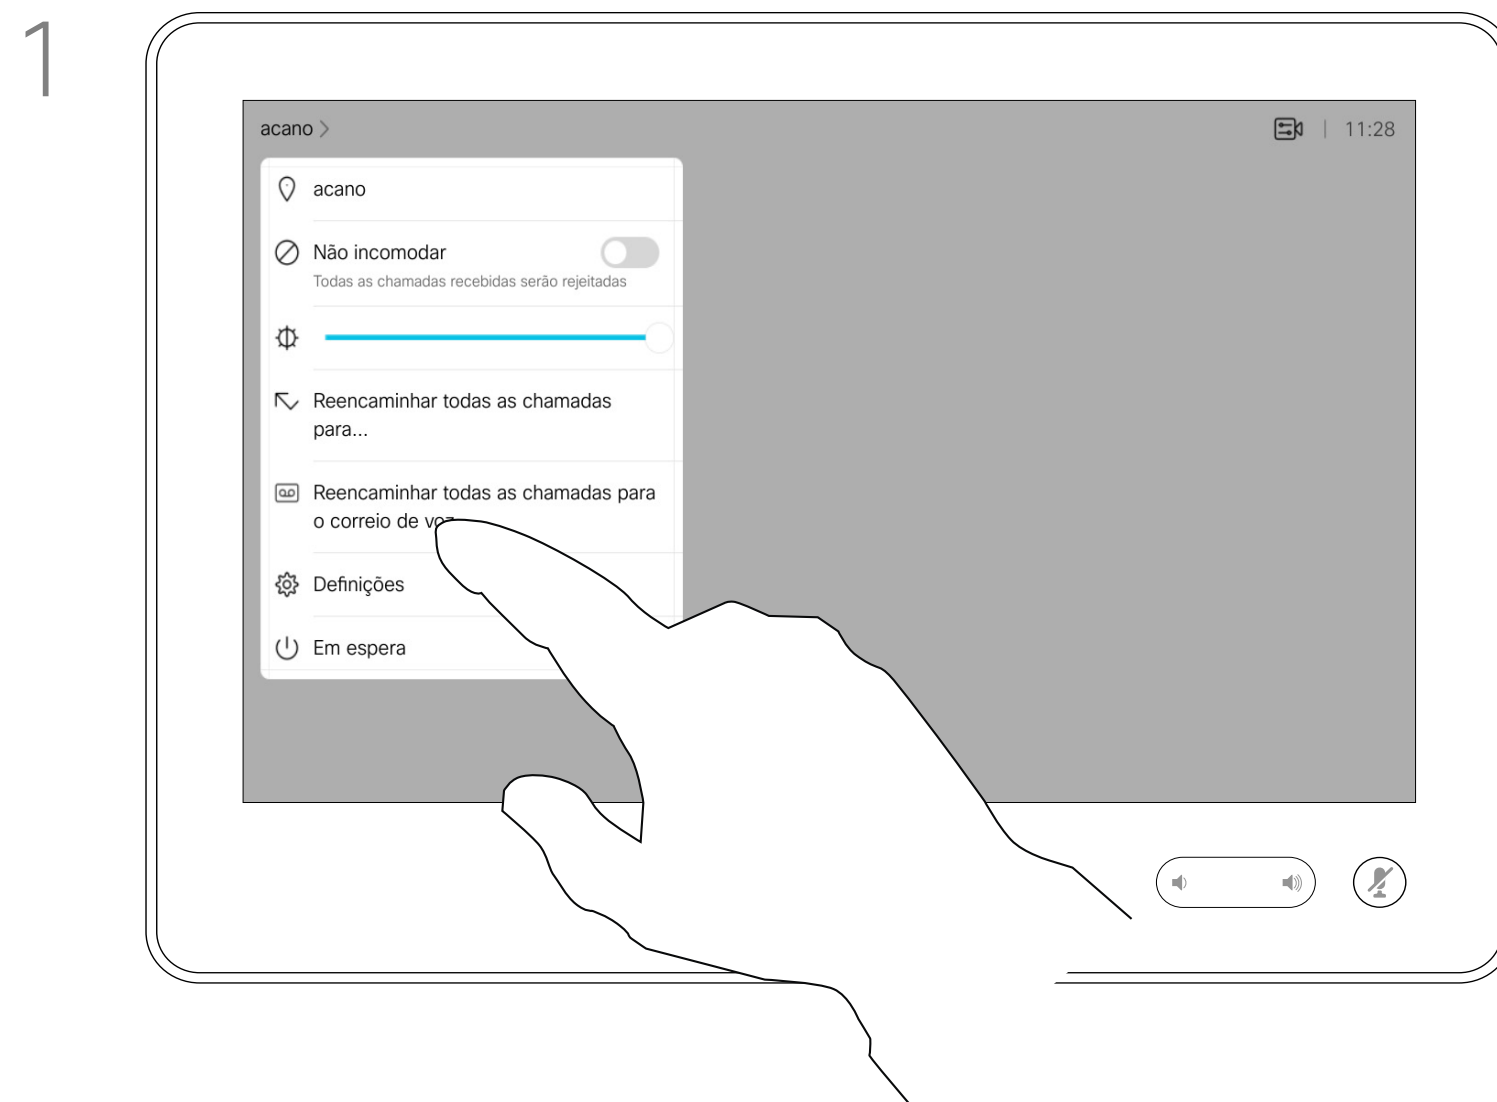 1
acano >
11:28
acano
Não incomodar
Todas as chamadas recebidas serão rejeitadas
Reencaminhar todas as chamadas
para...
Reencaminhar todas as chamadas para
o correio de voz
Definições
Em espera